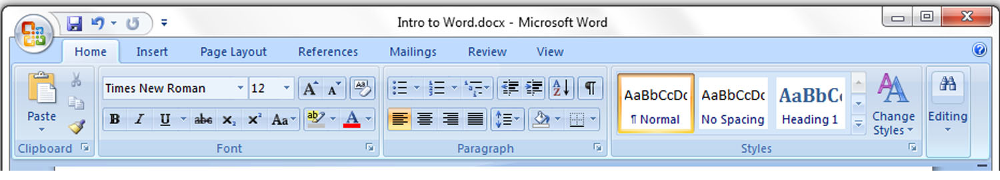 Intro to Word.docx - Microsoft Word
Home Insert Page Layout References Mailings Review View
Times New Roman 12 A A Aa
B I U abc X₂ X² Aa ab A
A Z ¶
AaBbCcDc AaBbCcDc AaBbCc A A
¶ Normal No Spacing Heading 1
Paste
Change Styles
Editing
Clipboard Font Paragraph Styles